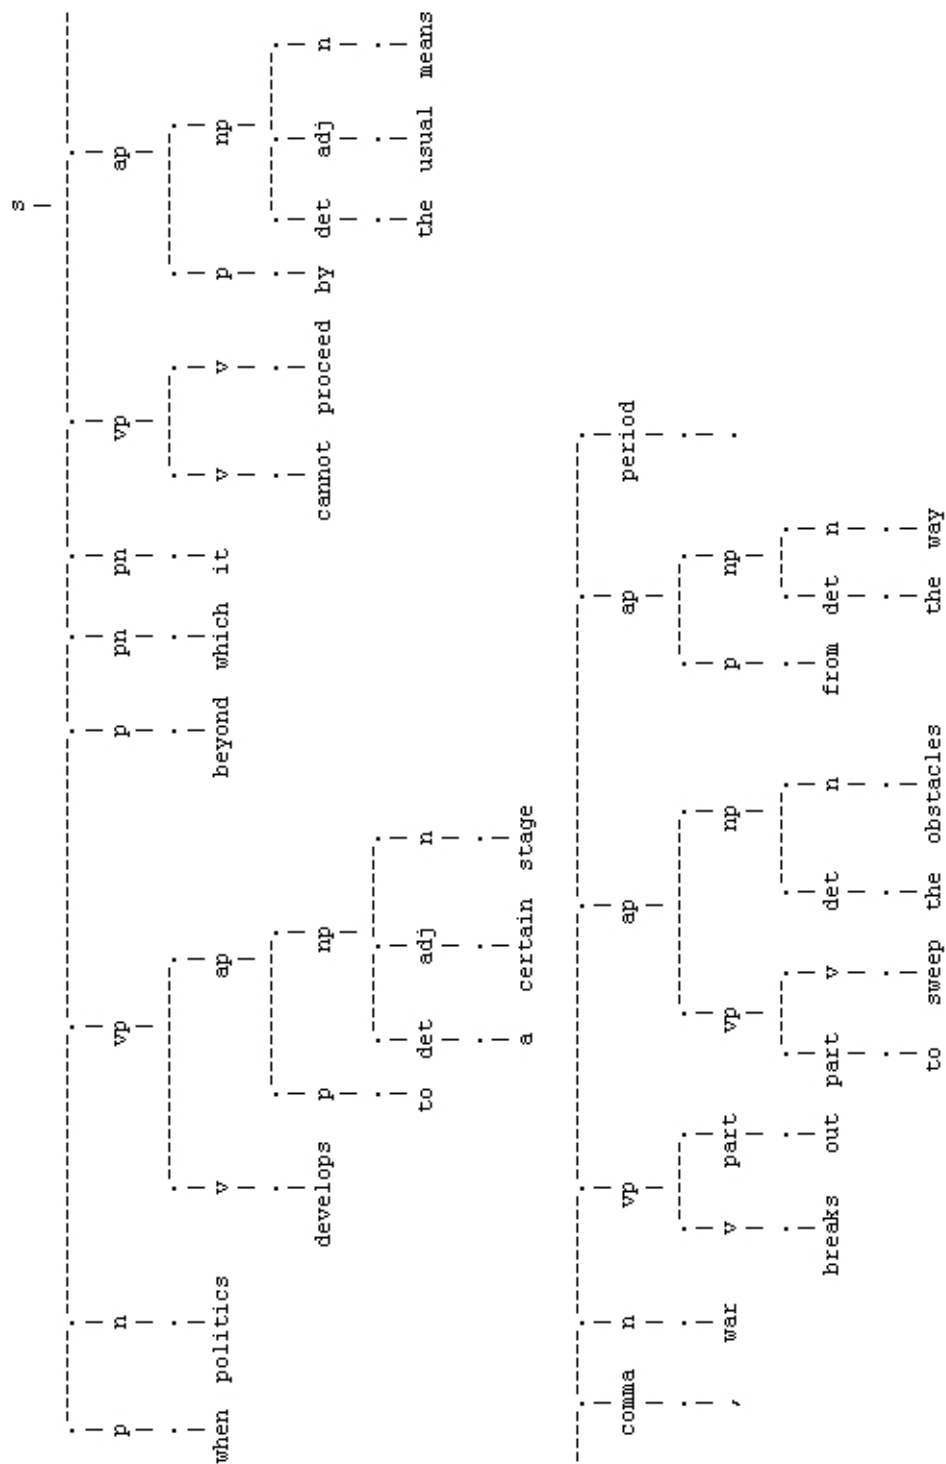 s
p n vp p pn pn vp ap
when politics v ap beyond which it v v p np
develops p np cannot proceed by det adj n
to det adj n the usual means
a certain stage
comma n vp ap ap period
, war v part vp np p np .
breaks out part v det n from det n
to sweep the obstacles the way